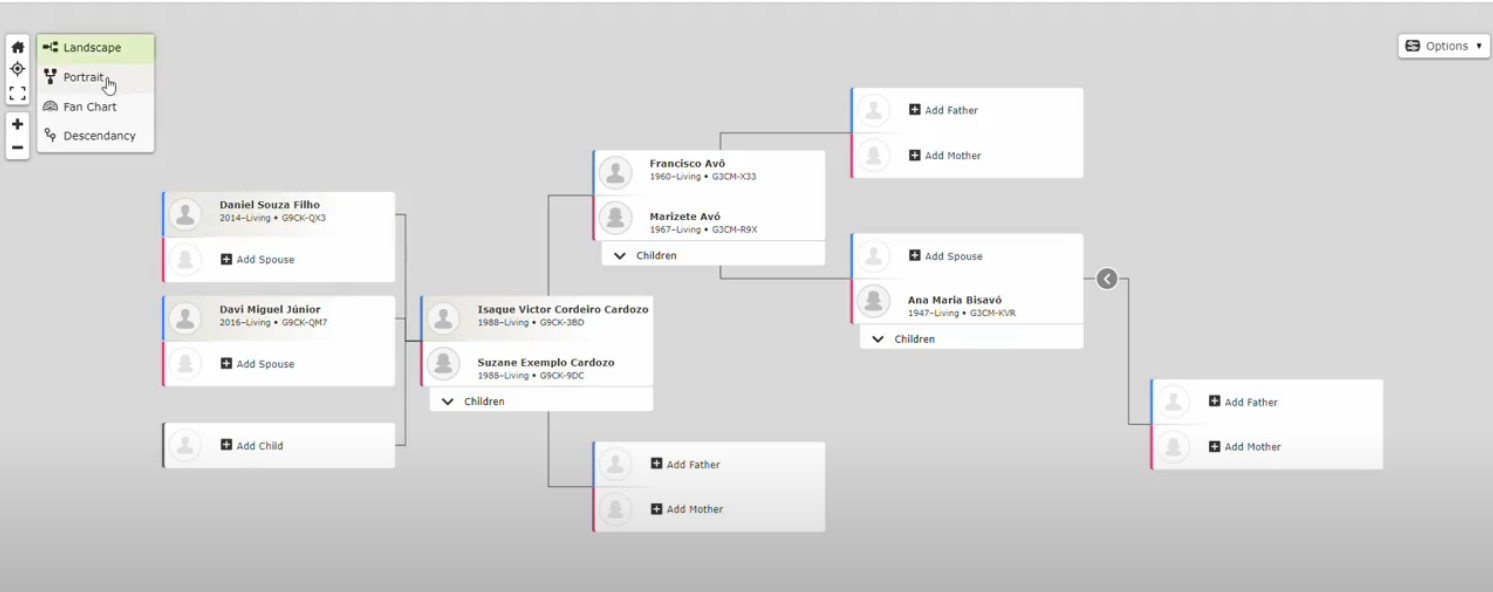 Landscape
Portrait
Fan Chart
Descendancy
Options
Daniel Souza Filho
2014–Living • G9CK-QX3
Add Spouse
Davi Miguel Júnior
2016–Living • G9CK-QM7
Add Spouse
Add Child
Isaque Victor Cordeiro Cardozo
1988–Living • G9CK-3BD
Suzane Exemplo Cardozo
1988–Living • G9CK-9DC
Children
Francisco Avô
1960–Living • G3CM-X33
Marizete Avó
1967–Living • G3CM-R9X
Children
Add Father
Add Mother
Add Father
Add Mother
Add Spouse
Ana Maria Bisavó
1947–Living • G3CM-KVR
Children
Add Father
Add Mother